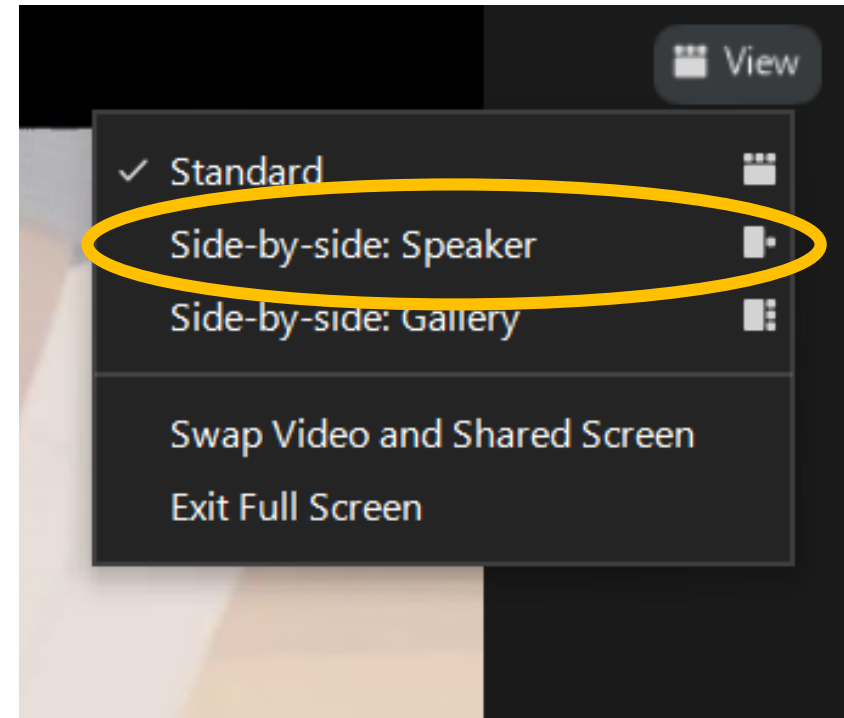 View
Standard
Side-by-side: Speaker
Side-by-side: Gallery
Swap Video and Shared Screen
Exit Full Screen